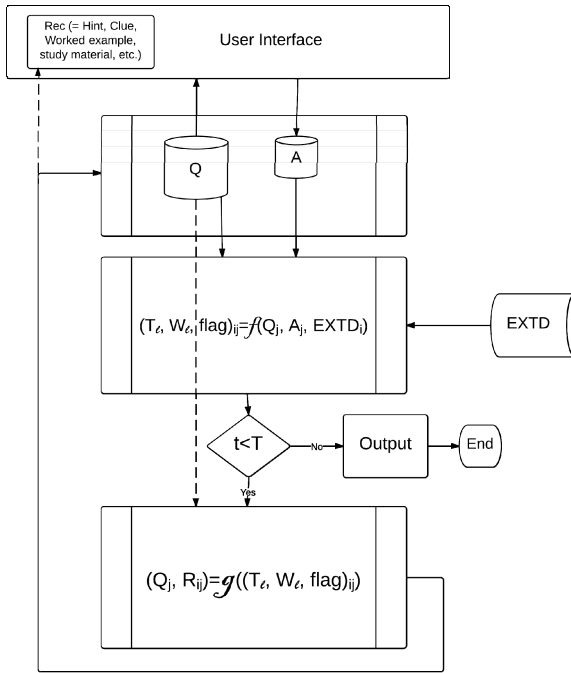 Rec (= Hint, Clue,
Worked example,
study material, etc.)
User Interface
Q
A
(Tℓ, Wℓ, flag)ij=f(Qj, Aj, EXTDi)
EXTD
t<T
No
Output
End
Yes
(Qj, Rij)=g((Tℓ, Wℓ, flag)ij)